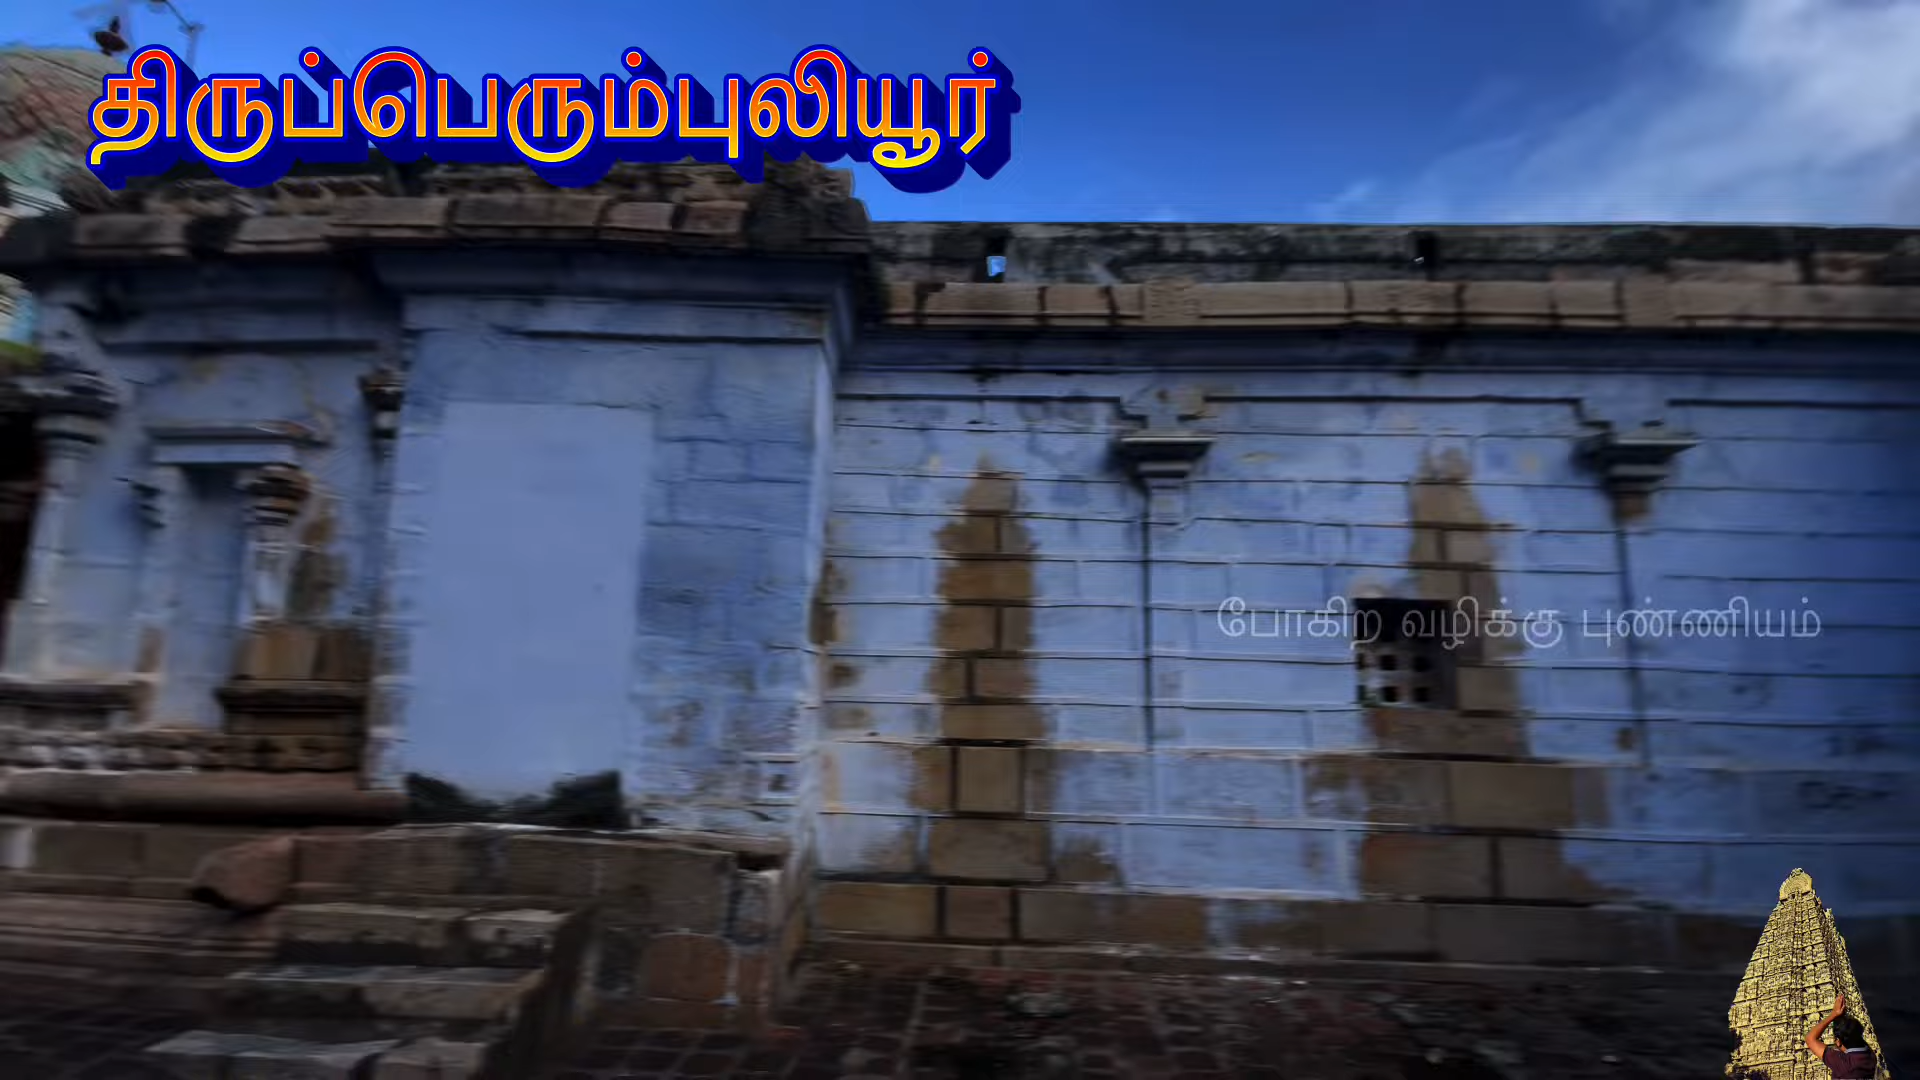 திருப்பெரும்புலியூர்
போகிற வழிக்கு புண்ணியம்